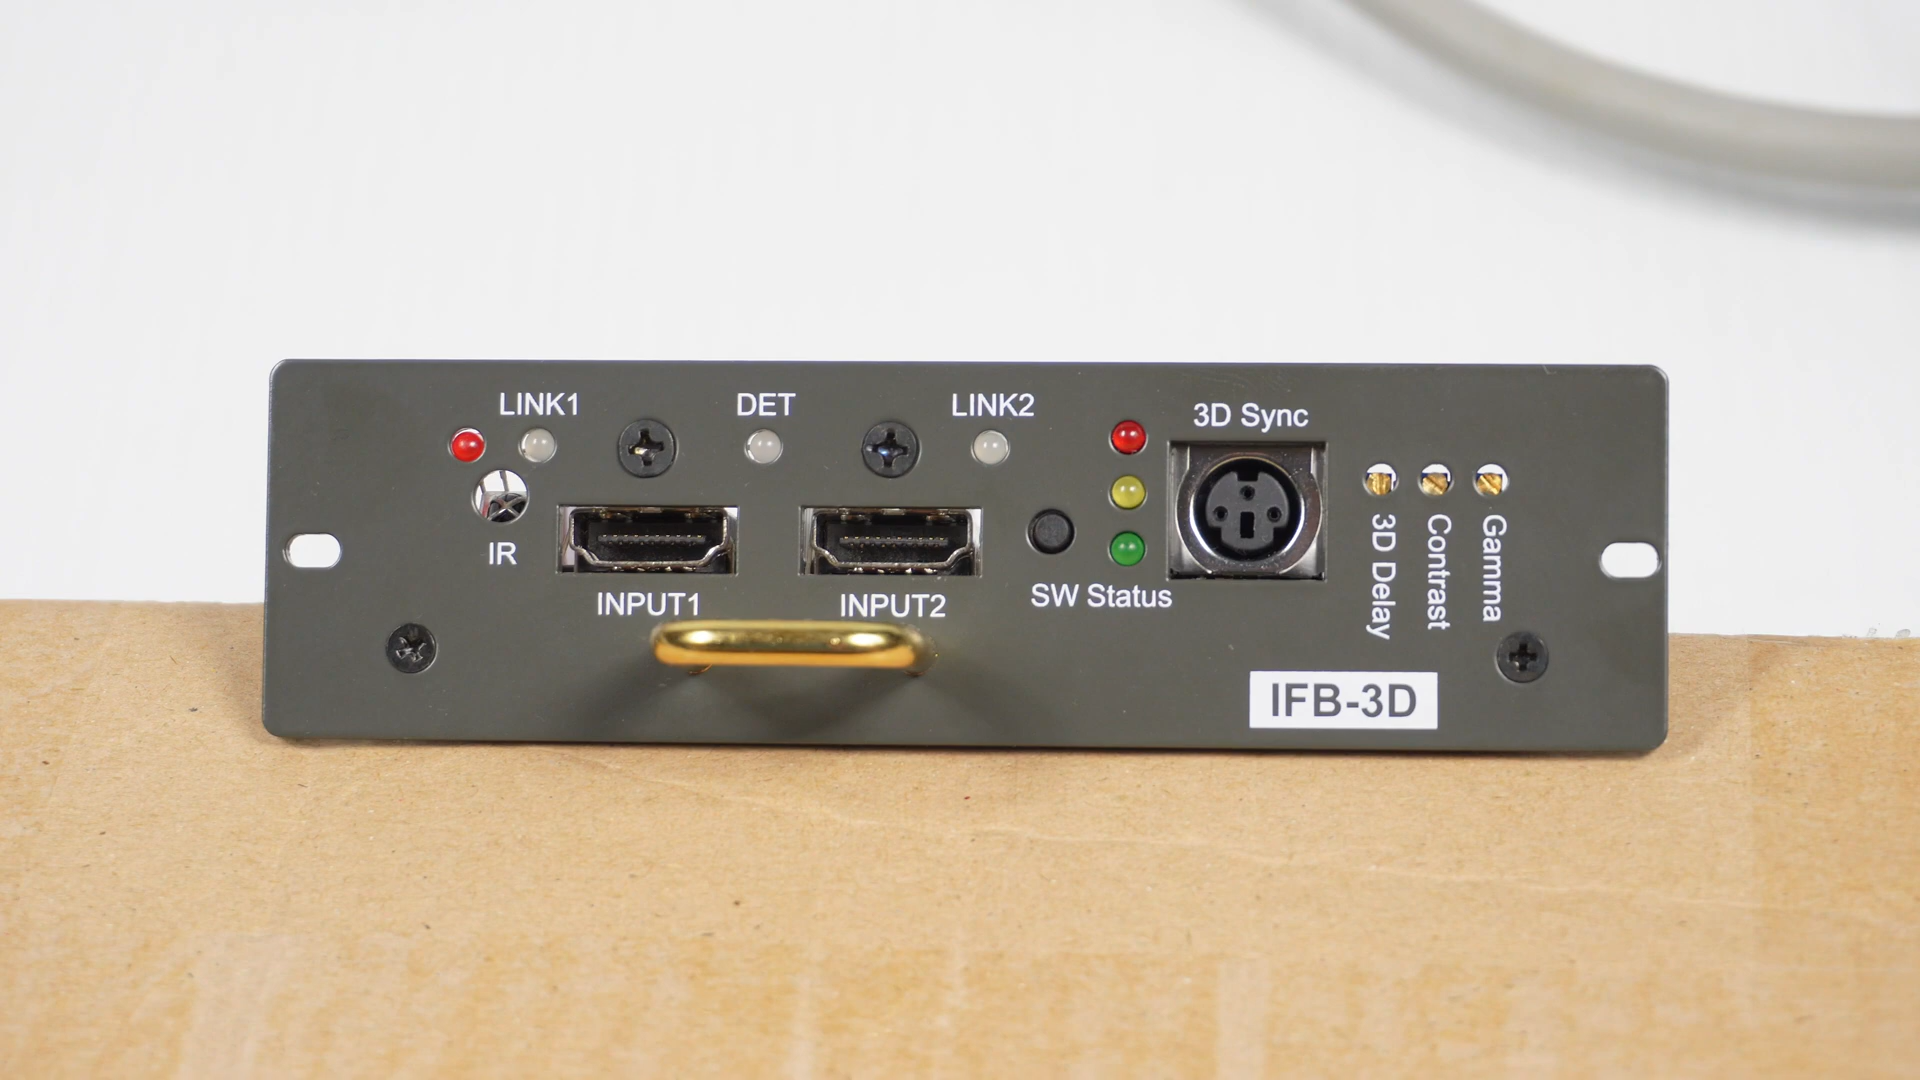 LINK1
DET
LINK2
3D Sync
IR
INPUT1
INPUT2
SW Status
3D Delay
Contrast
Gamma
IFB-3D